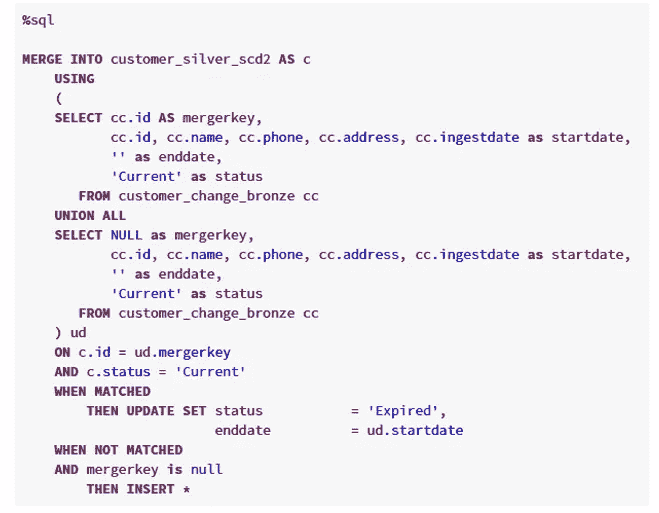 %sql
MERGE INTO customer_silver_scd2 AS c
USING
(
SELECT cc.id AS mergerkey,
cc.id, cc.name, cc.phone, cc.address, cc.ingestdate as startdate,
'' as enddate,
'Current' as status
FROM customer_change_bronze cc
UNION ALL
SELECT NULL as mergerkey,
cc.id, cc.name, cc.phone, cc.address, cc.ingestdate as startdate,
'' as enddate,
'Current' as status
FROM customer_change_bronze cc
) ud
ON c.id = ud.mergerkey
AND c.status = 'Current'
WHEN MATCHED
THEN UPDATE SET status = 'Expired',
enddate = ud.startdate
WHEN NOT MATCHED
AND mergerkey is null
THEN INSERT *